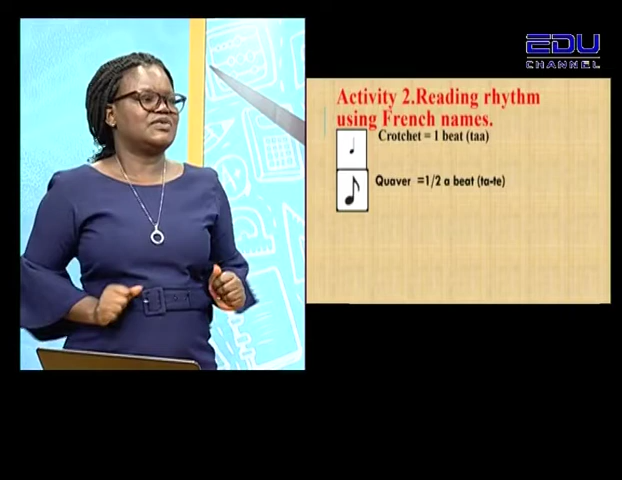 EDU
CHANNEL
Activity 2.Reading rhythm
using French names.
Crotchet = 1 beat (taa)
Quaver =1/2 a beat (ta-te)